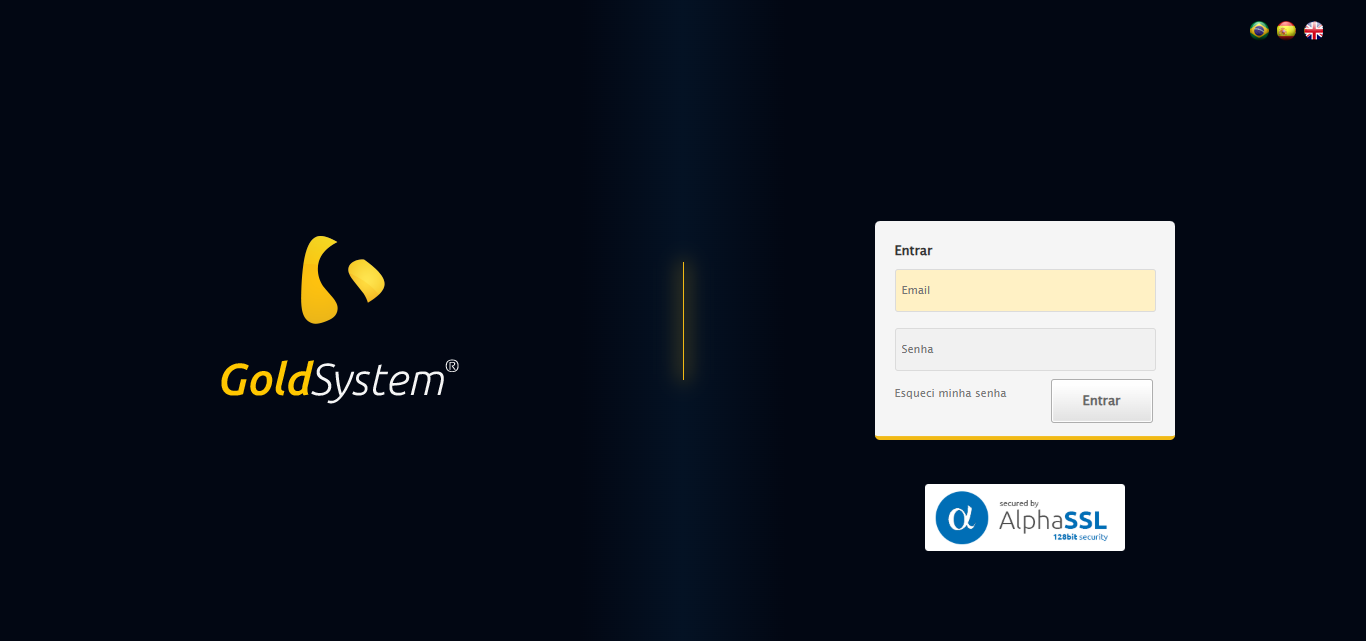 GoldSystem®
Entrar
Email
Senha
Esqueci minha senha
Entrar
α
secured by
AlphaSSL
128bit security